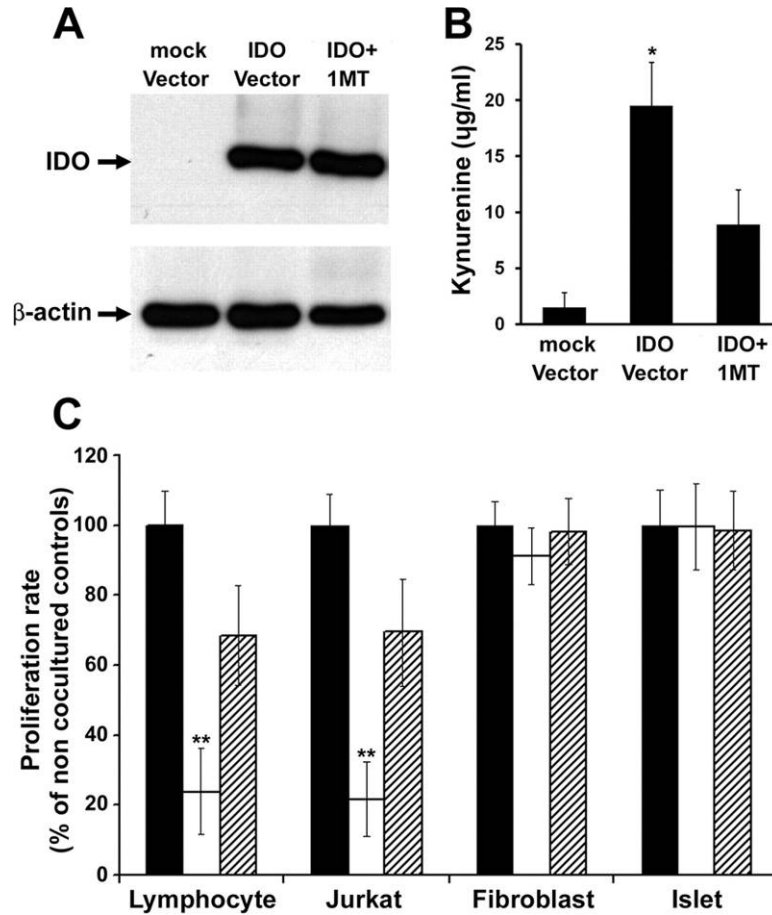 A
mock Vector
IDO Vector
IDO+ 1MT
IDO
β-actin
B
*
Kynurenine (ηg/ml)
25
20
15
10
5
0
mock Vector
IDO Vector
IDO+ 1MT
C
Proliferation rate
(% of non cocultured controls)
120
100
80
60
40
20
0
**
**
Lymphocyte
Jurkat
Fibroblast
Islet